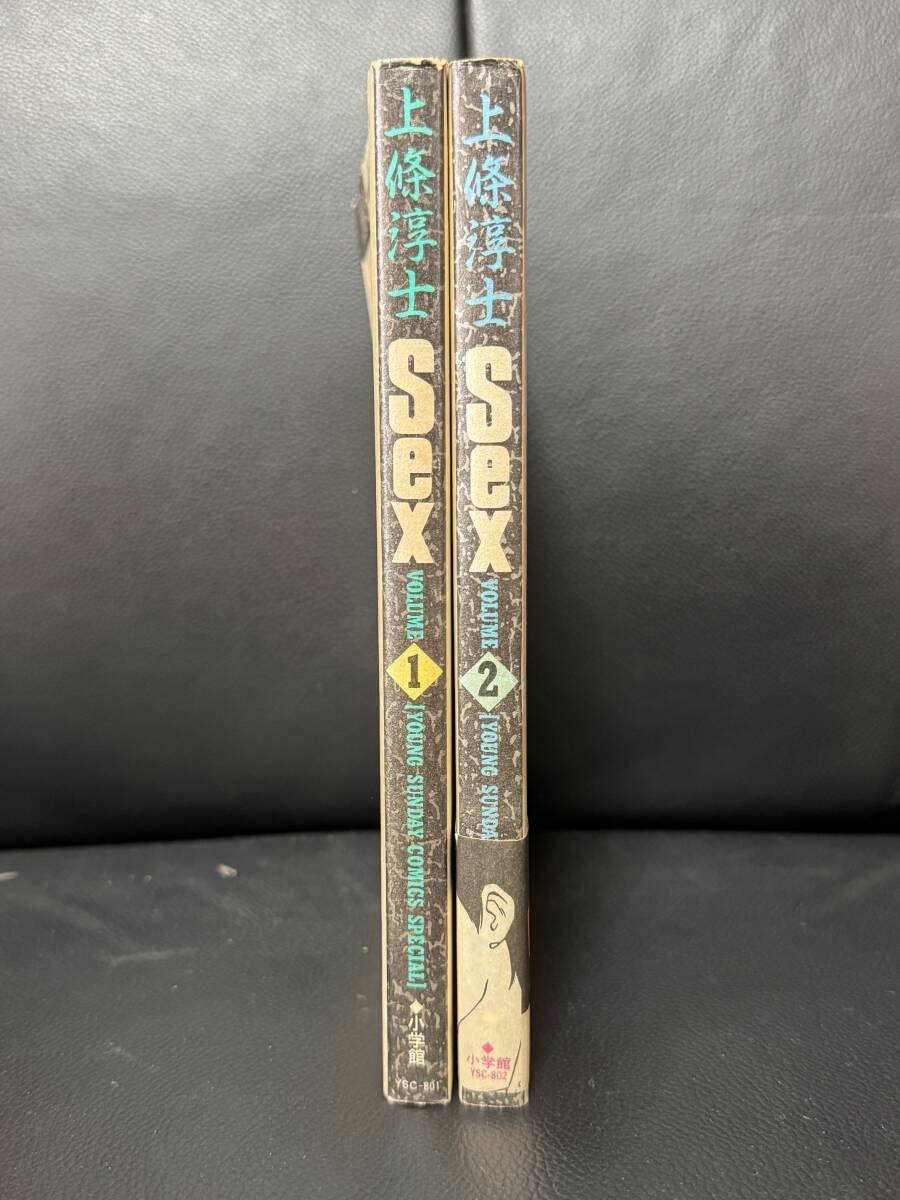 上條淳士
Sex
VOLUME
1
[YOUNG SUNDAY COMICS SPECIAL]
小学館
YSC-801
上條淳士
Sex
VOLUME
2
[YOUNG SUNDA
小学館
YSC-802